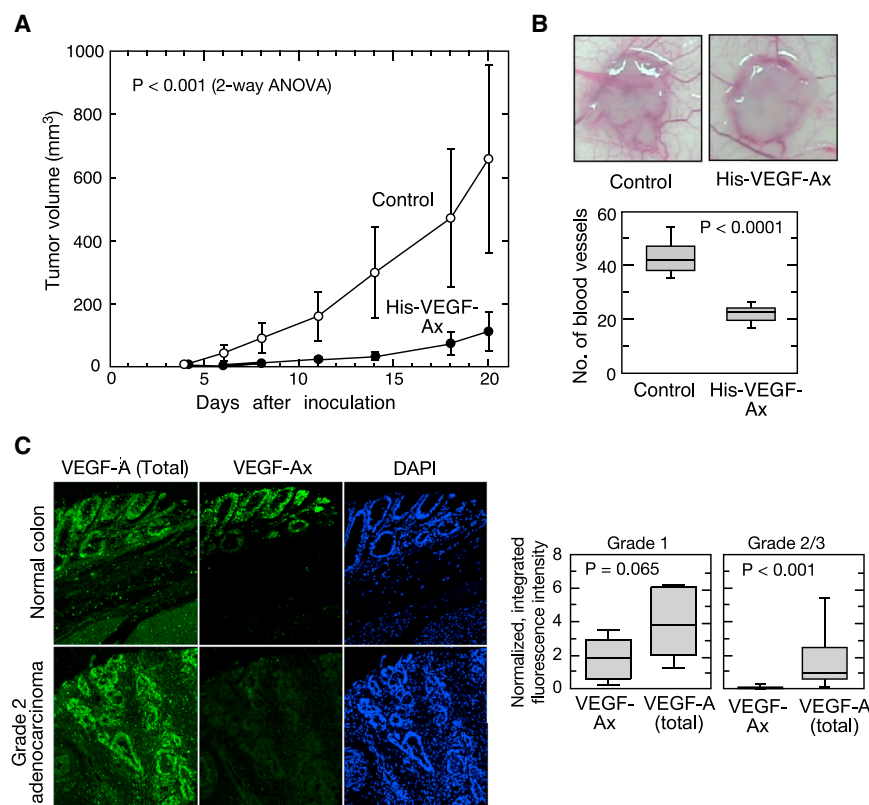 A
1000
800
600
400
200
0
Tumor volume (mm³)
P < 0.001 (2-way ANOVA)
Control
His-VEGF-
Ax
0
5
10
15
20
Days after inoculation
B
Control
His-VEGF-Ax
60
40
20
0
No. of blood vessels
P < 0.0001
Control
His-VEGF-
Ax
C
VEGF-A (Total)
VEGF-Ax
DAPI
Normal colon
Grade 2
adenocarcinoma
Normalized, integrated
fluorescence intensity
8
6
4
2
0
Grade 1
P = 0.065
VEGF-
Ax
VEGF-A
(total)
Grade 2/3
P < 0.001
VEGF-
Ax
VEGF-A
(total)